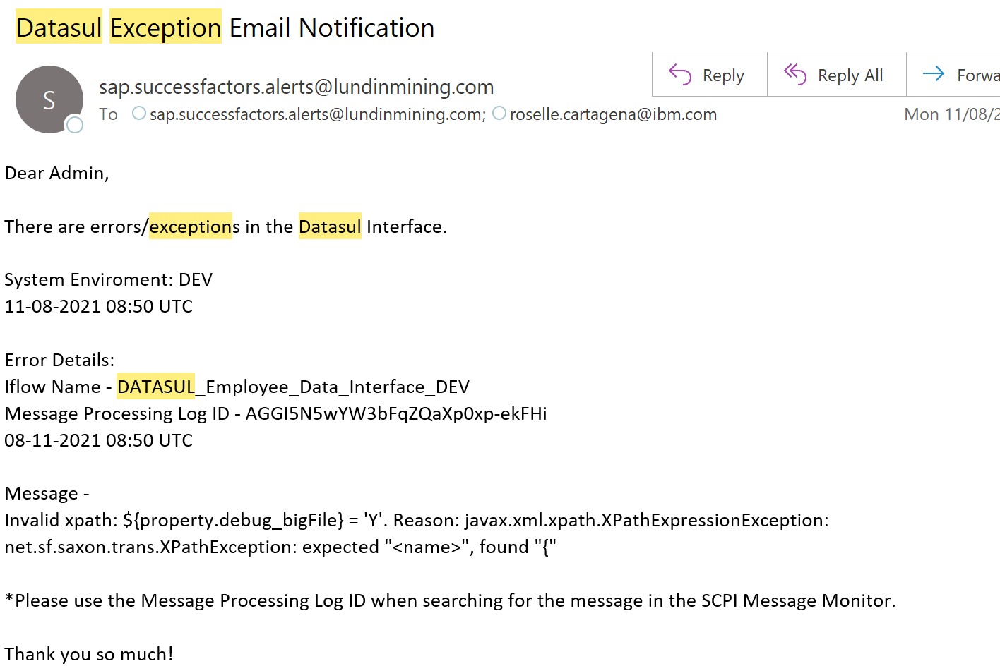 Datasul Exception Email Notification
Reply
Reply All
Forwa
S
sap.successfactors.alerts@lundinmining.com
To sap.successfactors.alerts@lundinmining.com; roselle.cartagena@ibm.com
Mon 11/08/2
Dear Admin,
There are errors/exceptions in the Datasul Interface.
System Enviroment: DEV
11-08-2021 08:50 UTC
Error Details:
Iflow Name - DATASUL_Employee_Data_Interface_DEV
Message Processing Log ID - AGGI5N5wYW3bFqZQaXp0xp-ekFHi
08-11-2021 08:50 UTC
Message -
Invalid xpath: ${property.debug_bigFile} = 'Y'. Reason: javax.xml.xpath.XPathExpressionException:
net.sf.saxon.trans.XPathException: expected "<name>", found "{"
*Please use the Message Processing Log ID when searching for the message in the SCPI Message Monitor.
Thank you so much!